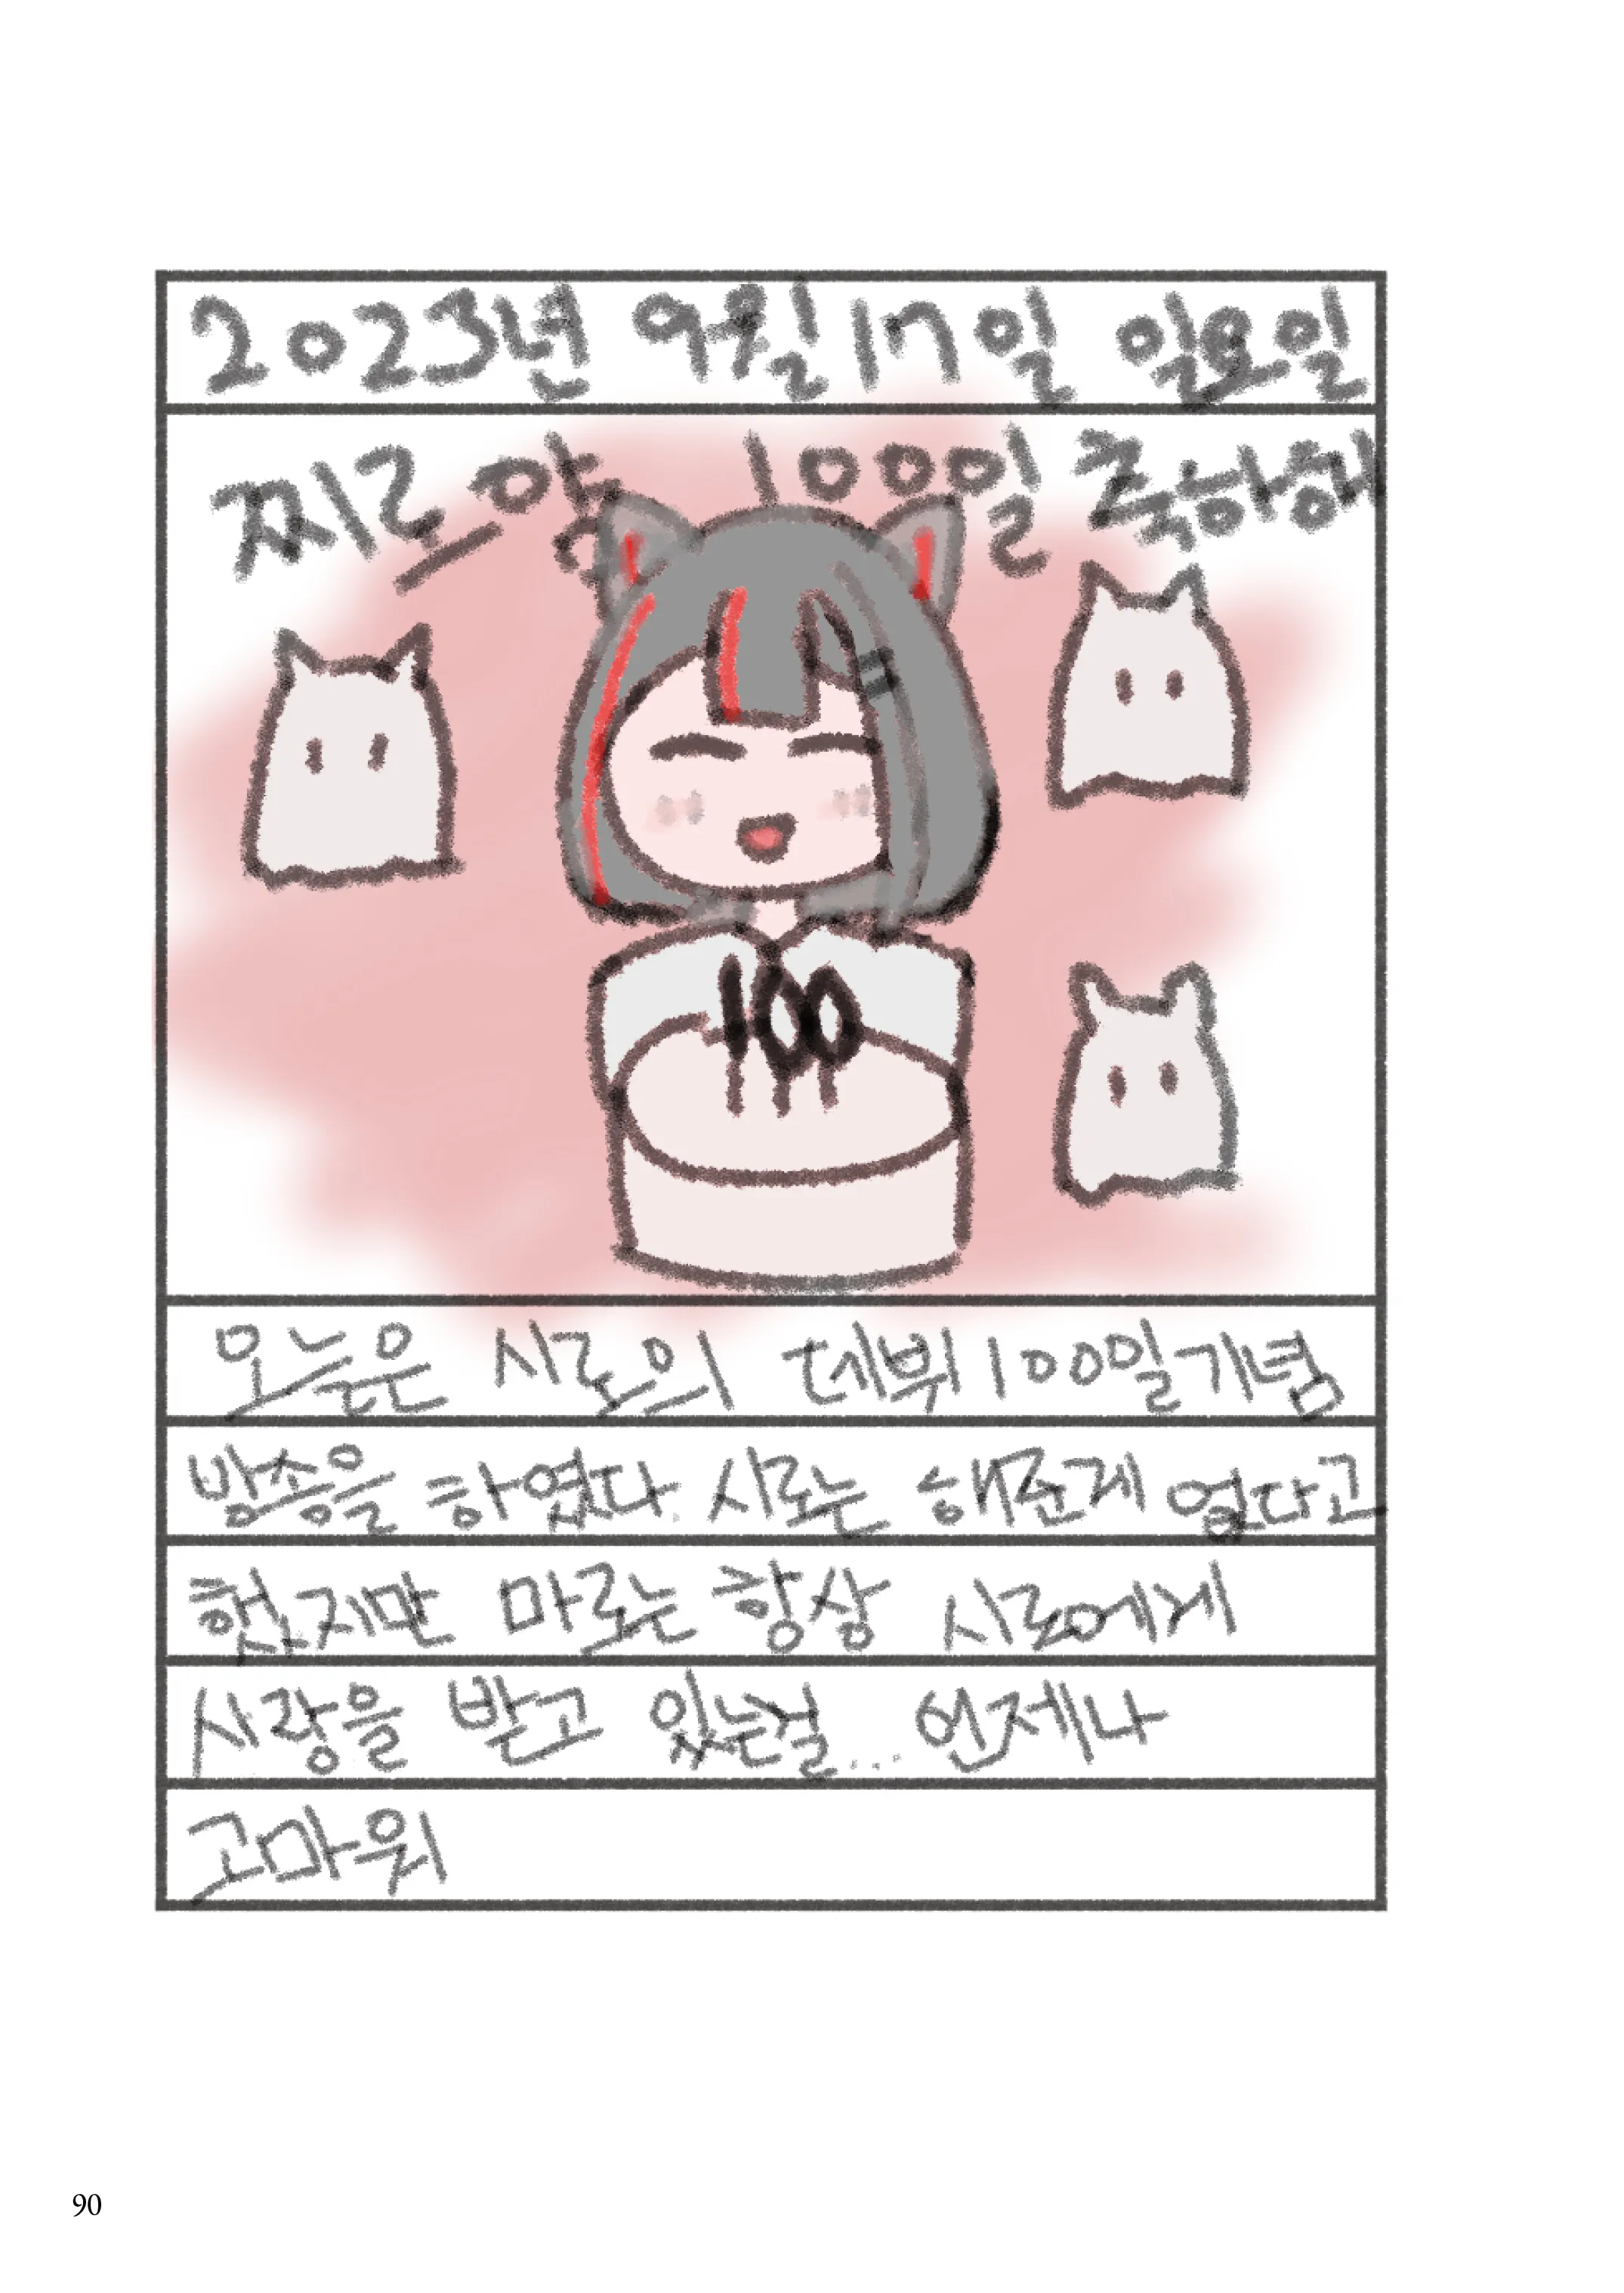 2023년 9월 17일 일요일
찌로얌 100일 축하해
100
오늘은 시로의 데뷔 100일 기념
방송을 하였다. 시로는 해준게 없다고
했지만 마로는 항상 시로에게
사랑을 받고 있는걸... 언제나
고마워
90